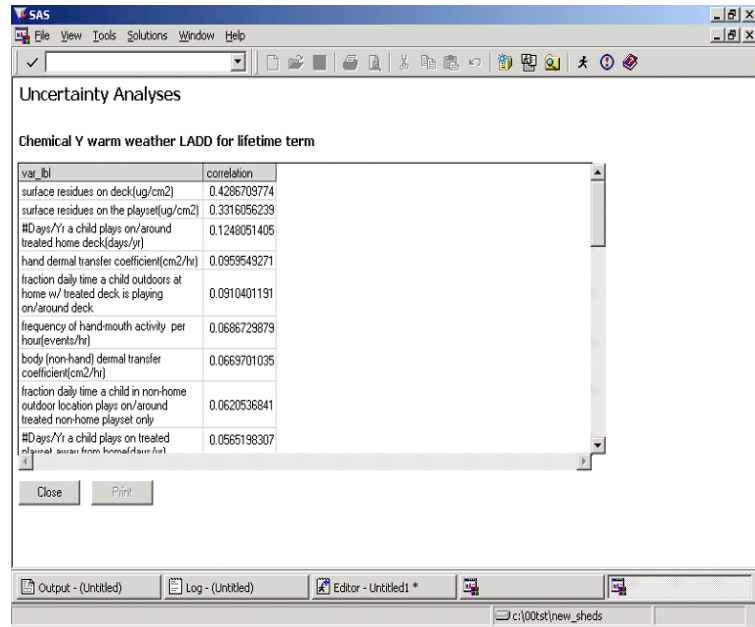 SAS
File View Tools Solutions Window Help
Uncertainty Analyses
Chemical Y warm weather LADD for lifetime term
var_lbl correlation
surface residues on deck(ug/cm2) 0.4286709774
surface residues on the playset(ug/cm2) 0.3316056239
#Days/Yr a child plays on/around
treated home deck(days/yr) 0.1248051405
hand dermal transfer coefficient(cm2/hr) 0.0959549271
fraction daily time a child outdoors at
home w/ treated deck is playing 0.0910401191
on/around deck
frequency of hand-mouth activity per
hour(events/hr) 0.0686729879
body (non-hand) dermal transfer
coefficient(cm2/hr) 0.0669701035
fraction daily time a child in non-home
outdoor location plays on/around 0.0620536841
treated non-home playset only
#Days/Yr a child plays on treated 0.0565198307
playset away from home(days/yr)
Close Print
Output - (Untitled) Log - (Untitled) Editor - Untitled1 *
c:\00tst\new_sheds